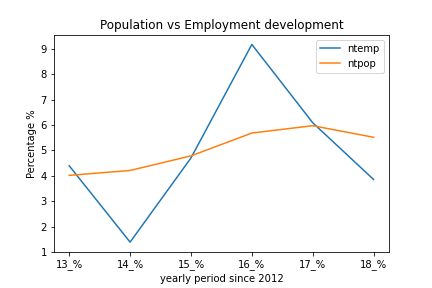 Population vs Employment development
ntemp
ntpop
Percentage %
9
8
7
6
5
4
3
2
1
13_% 14_% 15_% 16_% 17_% 18_%
yearly period since 2012